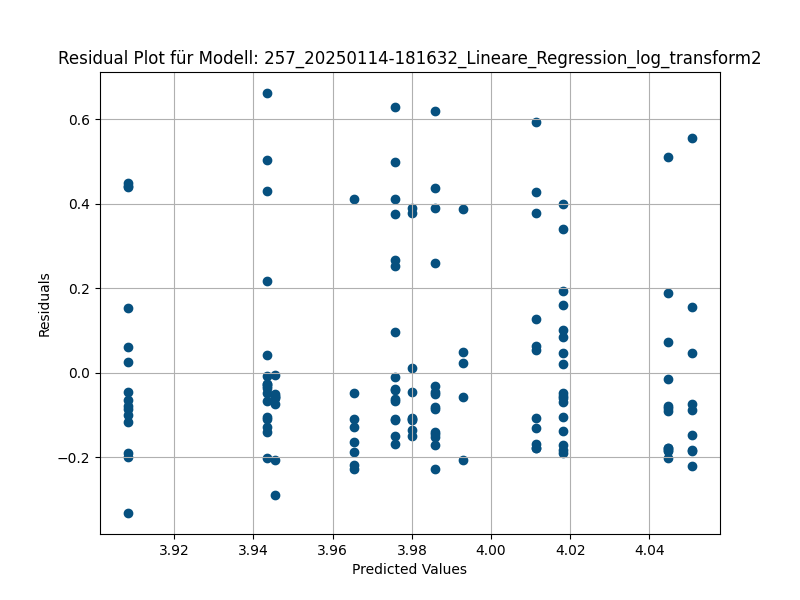 Residual Plot für Modell: 257_20250114-181632_Lineare_Regression_log_transform2
0.6
0.4
0.2
0.0
−0.2
Residuals
3.92 3.94 3.96 3.98 4.00 4.02 4.04
Predicted Values